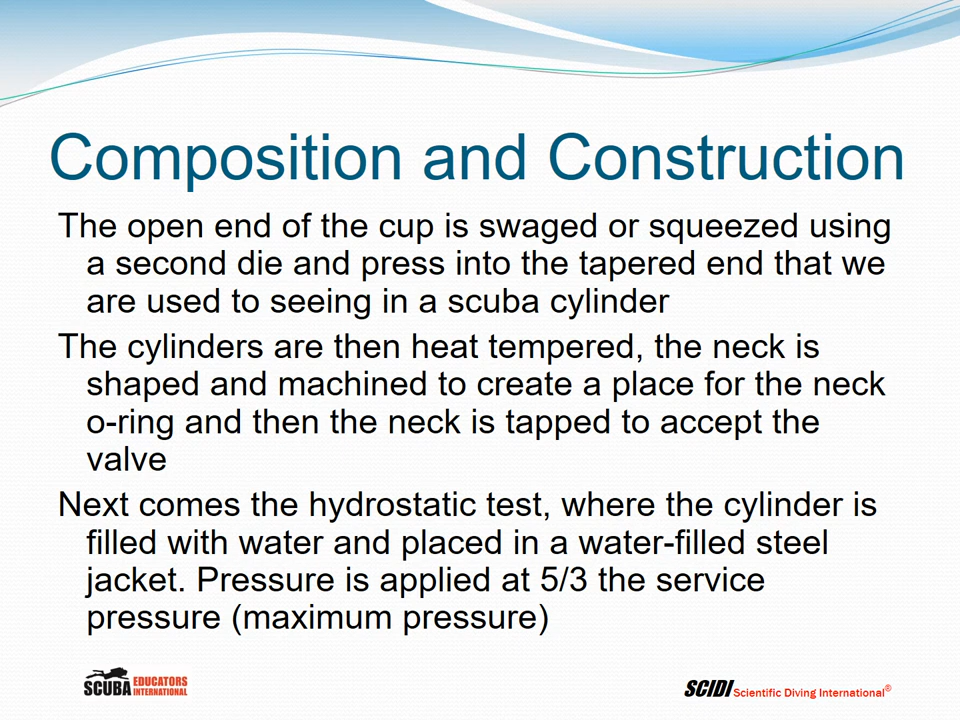 Composition and Construction
The open end of the cup is swaged or squeezed using
a second die and press into the tapered end that we
are used to seeing in a scuba cylinder
The cylinders are then heat tempered, the neck is
shaped and machined to create a place for the neck
o-ring and then the neck is tapped to accept the
valve
Next comes the hydrostatic test, where the cylinder is
filled with water and placed in a water-filled steel
jacket. Pressure is applied at 5/3 the service
pressure (maximum pressure)
SCUBA EDUCATORS
INTERNATIONAL
SCIDI Scientific Diving International®